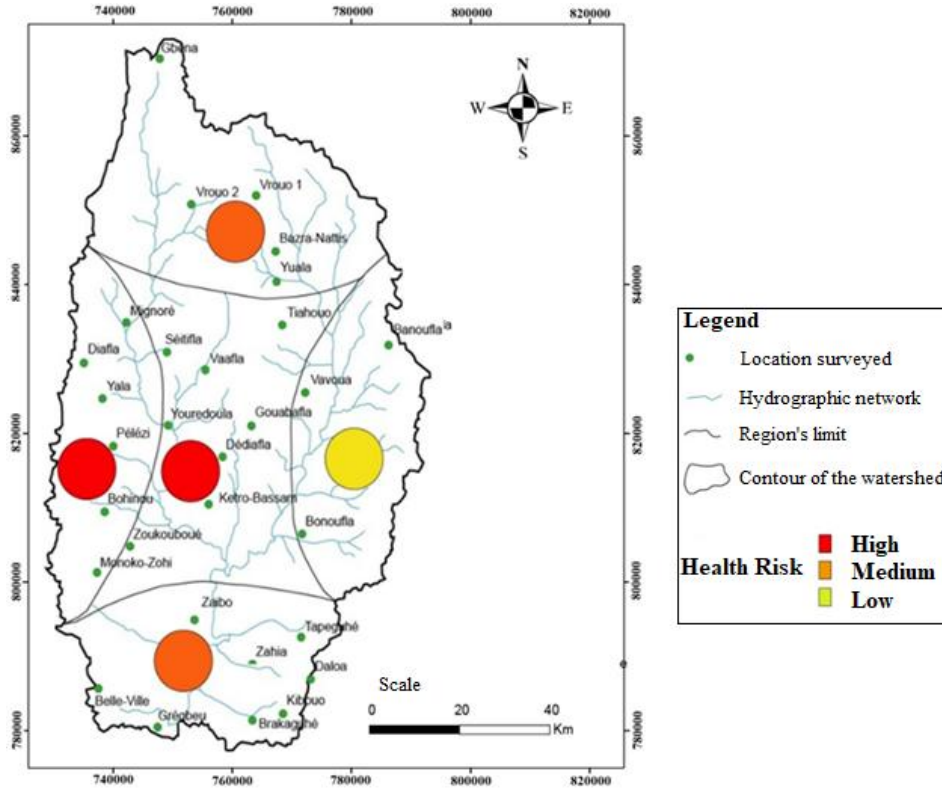 740000 760000 780000 800000 820000
Gbena
N
W E
S
860000 860000
Vrouo 2 Vrouo 1
Bazra-Nattis
Yuala
840000 840000
Mignoré Tiahouo
Banoufla la
Diafla Séitifla
Vaafla
Yala Vavoua
Youredoula Gouabafla
820000 820000
Pélézi Dédiafla
Bohinou Ketro-Bassam
Bonoufla
Zoukouboué
Monoko-Zohi
800000 800000
Zaibo
Tapeguhé
Zahia
Daloa
e
Belle-Ville Kibouo
Grégbeu Brakaguhé
780000 780000
Scale
0 20 40
Km
740000 760000 780000 800000 820000
Legend
Location surveyed
Hydrographic network
Region's limit
Contour of the watershed
Health Risk
High
Medium
Low